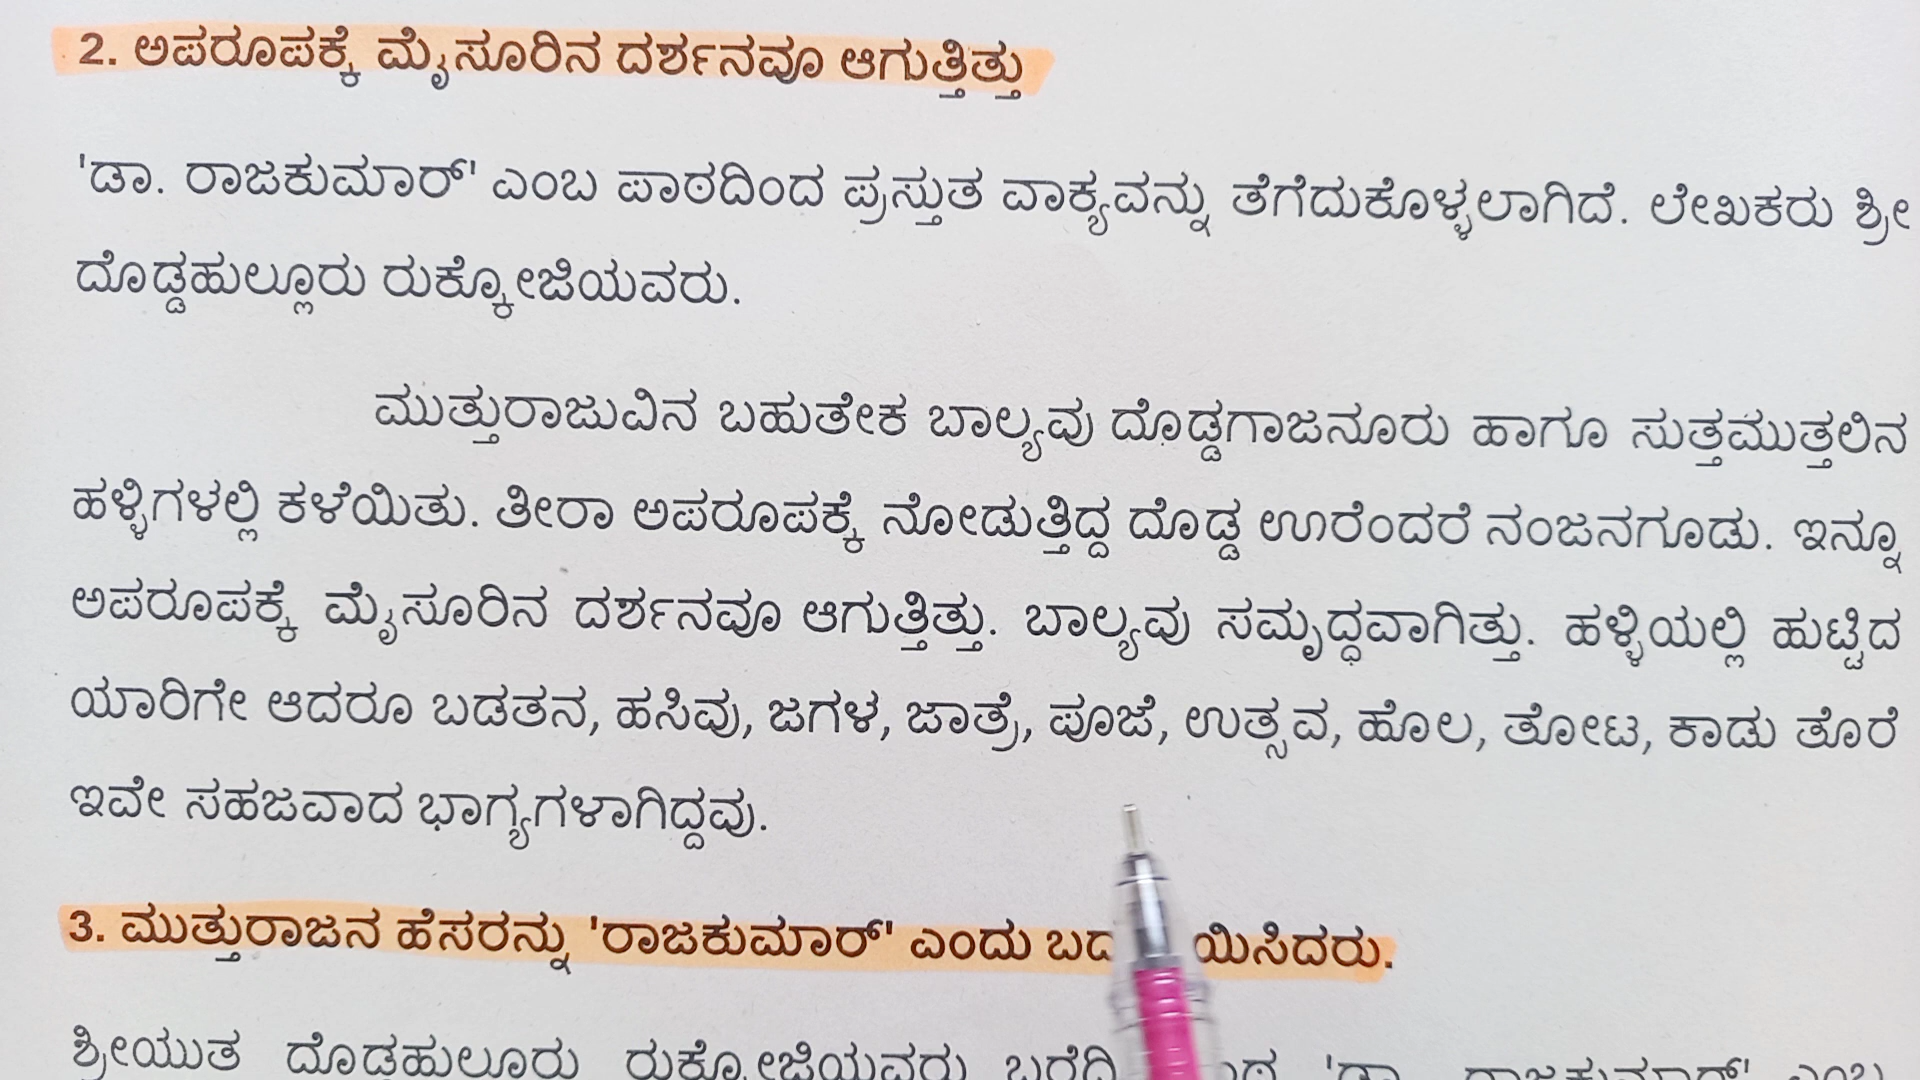 2. ಅಪರೂಪಕ್ಕೆ ಮೈಸೂರಿನ ದರ್ಶನವೂ ಆಗುತ್ತಿತ್ತು
'ಡಾ. ರಾಜಕುಮಾರ್' ಎಂಬ ಪಾಠದಿಂದ ಪ್ರಸ್ತುತ ವಾಕ್ಯವನ್ನು ತೆಗೆದುಕೊಳ್ಳಲಾಗಿದೆ. ಲೇಖಕರು ಶ್ರೀ
ದೊಡ್ಡಹುಲ್ಲೂರು ರುಕ್ಕೋಜಿಯವರು.
ಮುತ್ತುರಾಜುವಿನ ಬಹುತೇಕ ಬಾಲ್ಯವು ದೊಡ್ಡಗಾಜನೂರು ಹಾಗೂ ಸುತ್ತಮುತ್ತಲಿನ
ಹಳ್ಳಿಗಳಲ್ಲಿ ಕಳೆಯಿತು. ತೀರಾ ಅಪರೂಪಕ್ಕೆ ನೋಡುತ್ತಿದ್ದ ದೊಡ್ಡ ಊರೆಂದರೆ ನಂಜನಗೂಡು. ಇನ್ನೂ
ಅಪರೂಪಕ್ಕೆ ಮೈಸೂರಿನ ದರ್ಶನವೂ ಆಗುತ್ತಿತ್ತು. ಬಾಲ್ಯವು ಸಮೃದ್ಧವಾಗಿತ್ತು. ಹಳ್ಳಿಯಲ್ಲಿ ಹುಟ್ಟಿದ
ಯಾರಿಗೇ ಆದರೂ ಬಡತನ, ಹಸಿವು, ಜಗಳ, ಜಾತ್ರೆ, ಪೂಜೆ, ಉತ್ಸವ, ಹೊಲ, ತೋಟ, ಕಾಡು ತೊರೆ
ಇವೇ ಸಹಜವಾದ ಭಾಗ್ಯಗಳಾಗಿದ್ದವು.
3. ಮುತ್ತುರಾಜನ ಹೆಸರನ್ನು 'ರಾಜಕುಮಾರ್' ಎಂದು
ಶ್ರೀಯುತ ದೊಡ್ಡಹುಲ್ಲೂರು ರುಕ್ಕೋಜಿಯವರು 'ಡಾ. ರಾಜಕುಮಾರ್' ಎಂಬ